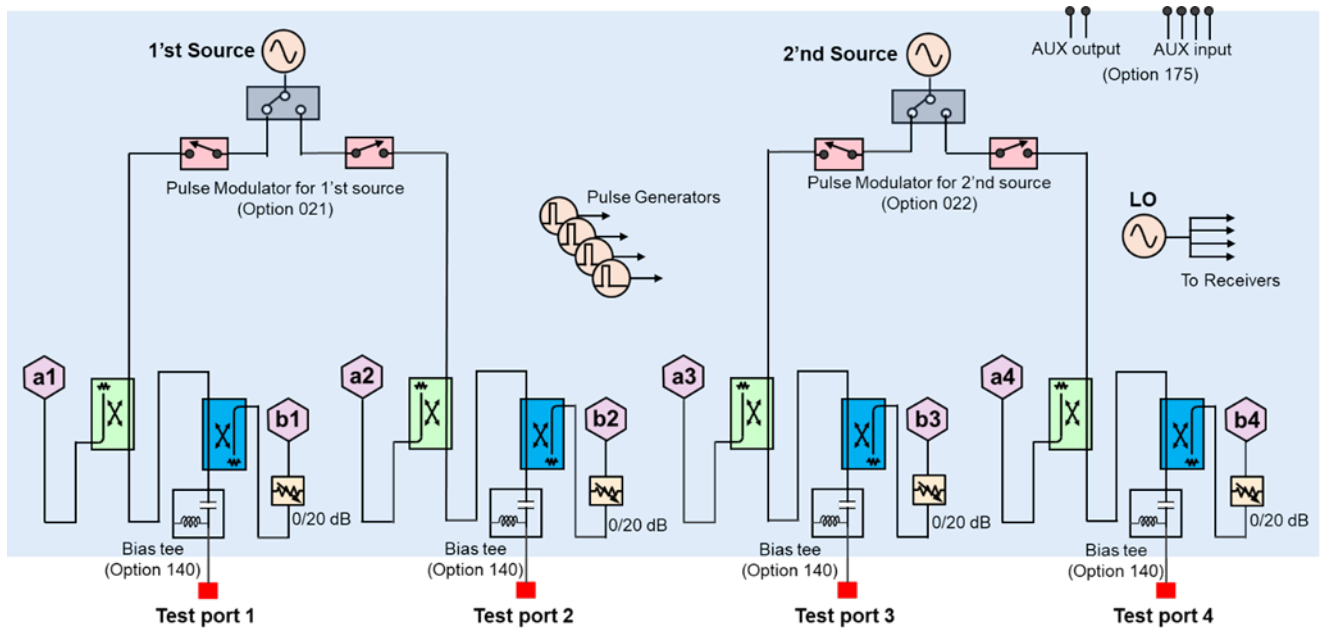 1'st Source
2'nd Source
AUX output
AUX input
(Option 175)
Pulse Modulator for 1'st source
(Option 021)
Pulse Generators
Pulse Modulator for 2'nd source
(Option 022)
LO
To Receivers
a1
b1
a2
b2
a3
b3
a4
b4
0/20 dB
0/20 dB
0/20 dB
0/20 dB
Bias tee
(Option 140)
Bias tee
(Option 140)
Bias tee
(Option 140)
Bias tee
(Option 140)
Test port 1
Test port 2
Test port 3
Test port 4